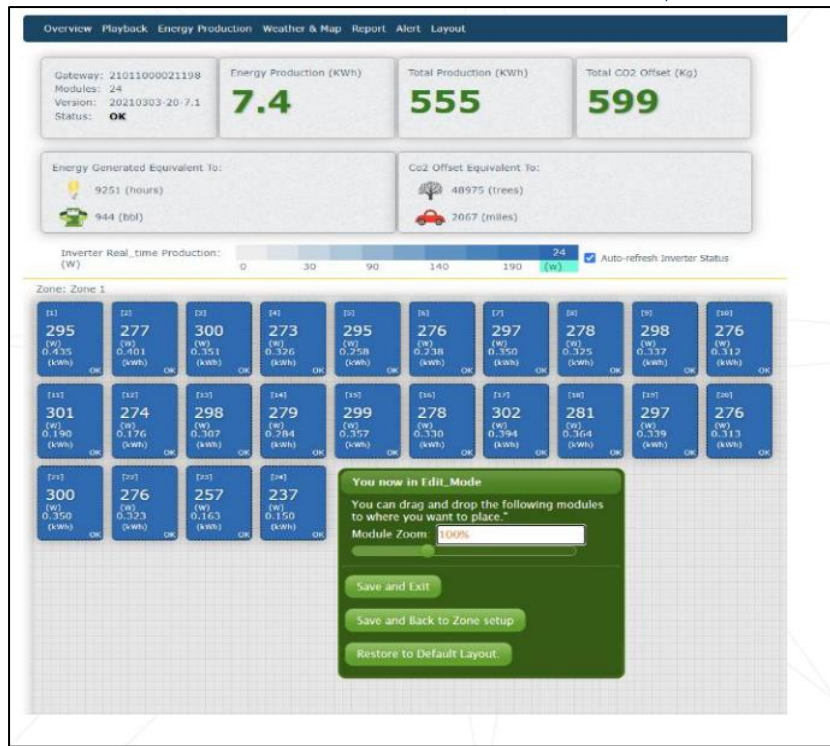 Overview Playback Energy Production Weather & Map Report Alert Layout
Gateway: 21011000021198
Modules: 24
Version: 20210303-20-7.1
Status: OK
Energy Production (KWh)
7.4
Total Production (KWh)
555
Total CO2 Offset (Kg)
599
Energy Generated Equivalent To:
9251 (hours)
944 (bbl)
Co2 Offset Equivalent To:
48975 (trees)
2067 (miles)
Inverter Real_time Production:
(W)
24
0 30 90 140 190 (w)
Auto-refresh Inverter Status
Zone: Zone 1
[1] [2] [3] [4] [5] [6] [7] [8] [9] [10]
295 277 300 273 295 276 297 278 298 276
(W) (W) (W) (W) (W) (W) (W) (W) (W) (W)
0.435 0.401 0.351 0.326 0.258 0.238 0.350 0.325 0.337 0.312
(kWh) (kWh) (kWh) (kWh) (kWh) (kWh) (kWh) (kWh) (kWh) (kWh)
OK OK OK OK OK OK OK OK OK OK
[11] [12] [13] [14] [15] [16] [17] [18] [19] [20]
301 274 298 279 299 278 302 281 297 276
(W) (W) (W) (W) (W) (W) (W) (W) (W) (W)
0.190 0.176 0.307 0.284 0.357 0.330 0.394 0.364 0.339 0.313
(kWh) (kWh) (kWh) (kWh) (kWh) (kWh) (kWh) (kWh) (kWh) (kWh)
OK OK OK OK OK OK OK OK OK OK
[21] [22] [23] [24]
300 276 257 237
(W) (W) (W) (W)
0.350 0.323 0.163 0.150
(kWh) (kWh) (kWh) (kWh)
OK OK OK OK
You now in Edit_Mode
You can drag and drop the following modules
to where you want to place."
Module Zoom: 100%
Save and Exit
Save and Back to Zone setup
Restore to Default Layout.